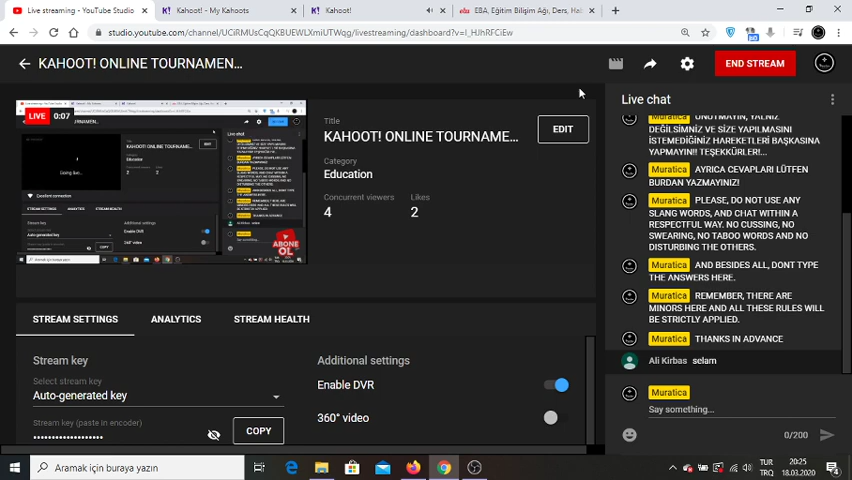 Live streaming - YouTube Studio
Kahoot! - My Kahoots
Kahoot!
EBA, Eğitim Bilişim Ağı, Ders, Hab
studio.youtube.com/channel/UCiRMUsCqQKBUEWLXmiUTWqg/livestreaming/dashboard?v=l_HJhRFCiEw
KAHOOT! ONLINE TOURNAMEN...
END STREAM
LIVE 0:07
Title
KAHOOT! ONLINE TOURNAME...
EDIT
Category
Education
Concurrent viewers
Likes
4
2
ABONE
OL
STREAM SETTINGS
ANALYTICS
STREAM HEALTH
Stream key
Select stream key
Auto-generated key
Stream key (paste in encoder)
••••••••••••••••••
COPY
Additional settings
Enable DVR
360° video
Live chat
Muratica UNUTMAYIN, YALNIZ
DEĞİLSİMNİZ VE SİZE YAPILMASINI
İSTEMEDİĞİNİZ HAREKETLERİ BAŞKASINA
YAPMAYINI TEŞEKKÜRLER!...
Muratica AYRICA CEVAPLARI LÜTFEN
BURDAN YAZMAYINIZ!
Muratica PLEASE, DO NOT USE ANY
SLANG WORDS, AND CHAT WITHIN A
RESPECTFUL WAY. NO CUSSING, NO
SWEARING, NO TABOO WORDS AND NO
DISTURBING THE OTHERS.
Muratica AND BESIDES ALL, DONT TYPE
THE ANSWERS HERE.
Muratica REMEMBER, THERE ARE
MINORS HERE AND ALL THESE RULES WILL
BE STRICTLY APPLIED.
Muratica THANKS IN ADVANCE
Ali Kirbas selam
Muratica
Say something...
0/200
Aramak için buraya yazın
TUR
TRQ
20:25
18.03.2020
4